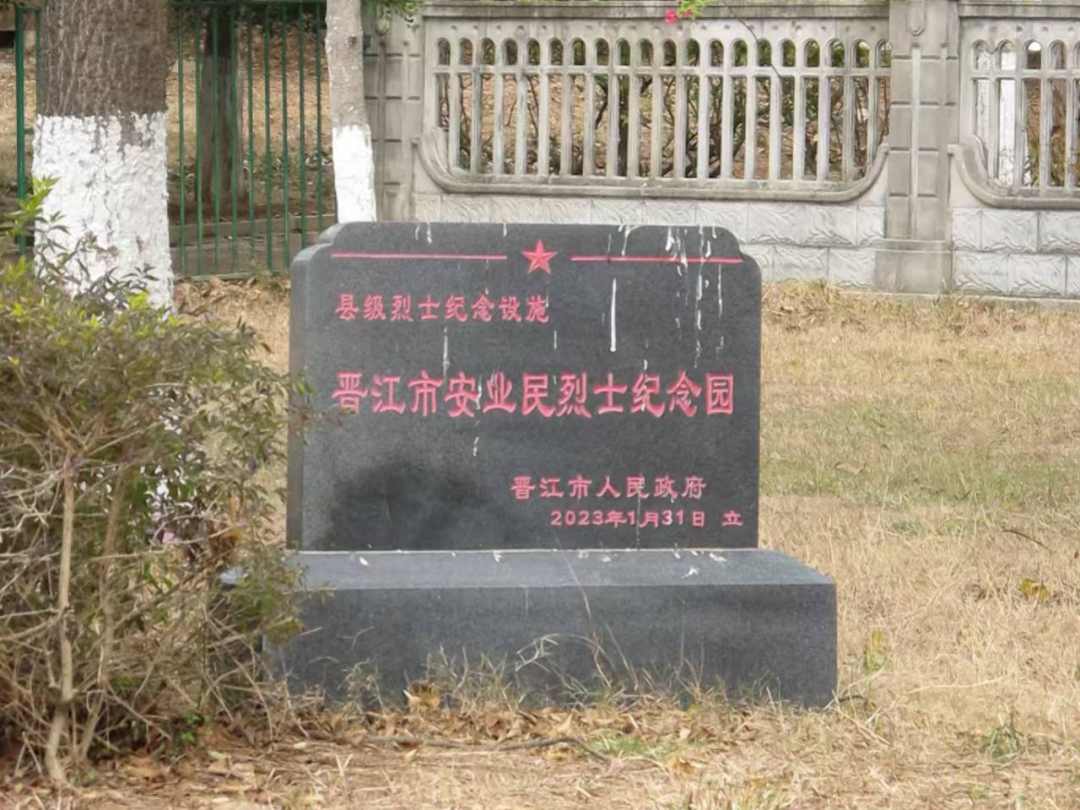 县级烈士纪念设施
晋江市安业民烈士纪念园
晋江市人民政府
2023年1月31日 立